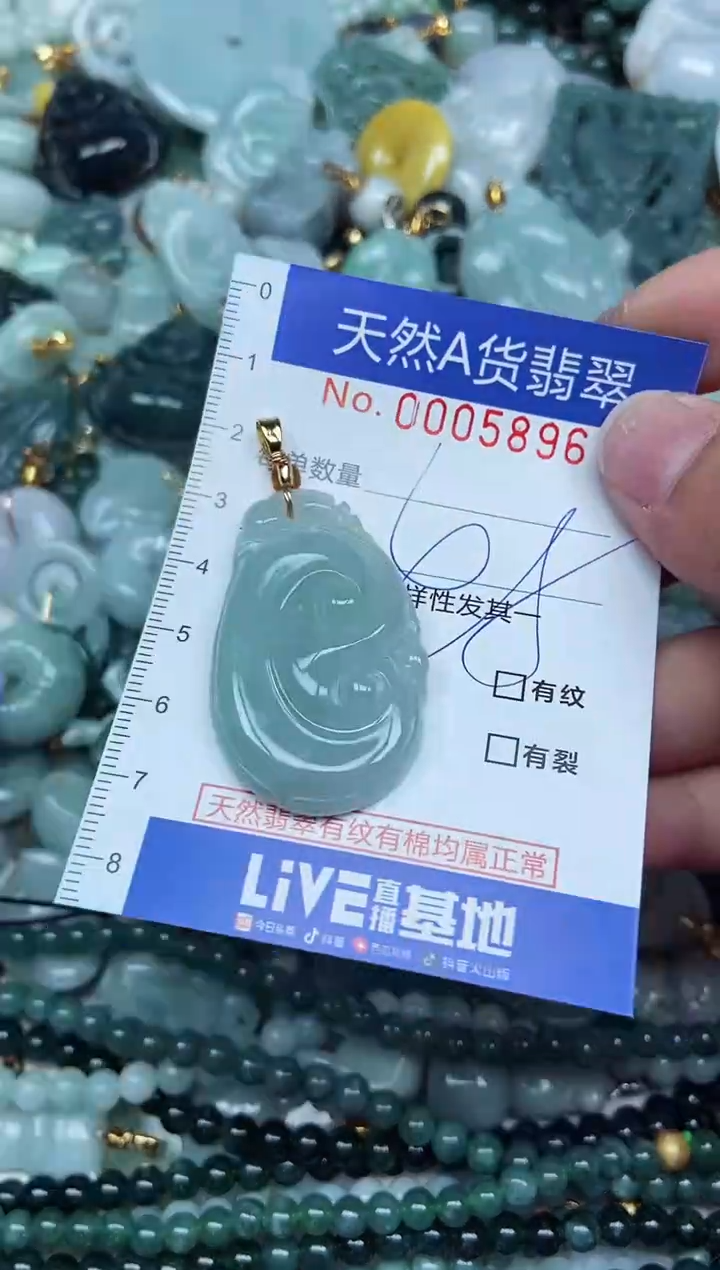 0
天然A货翡翠
1
No. 0005896
2
单数量
68
3
4
样性发其一
5
有纹
6
有裂
7
天然翡翠有纹有棉均属正常
8
LiVE直播基地
今日头条 抖音 西瓜视频 抖音火山版